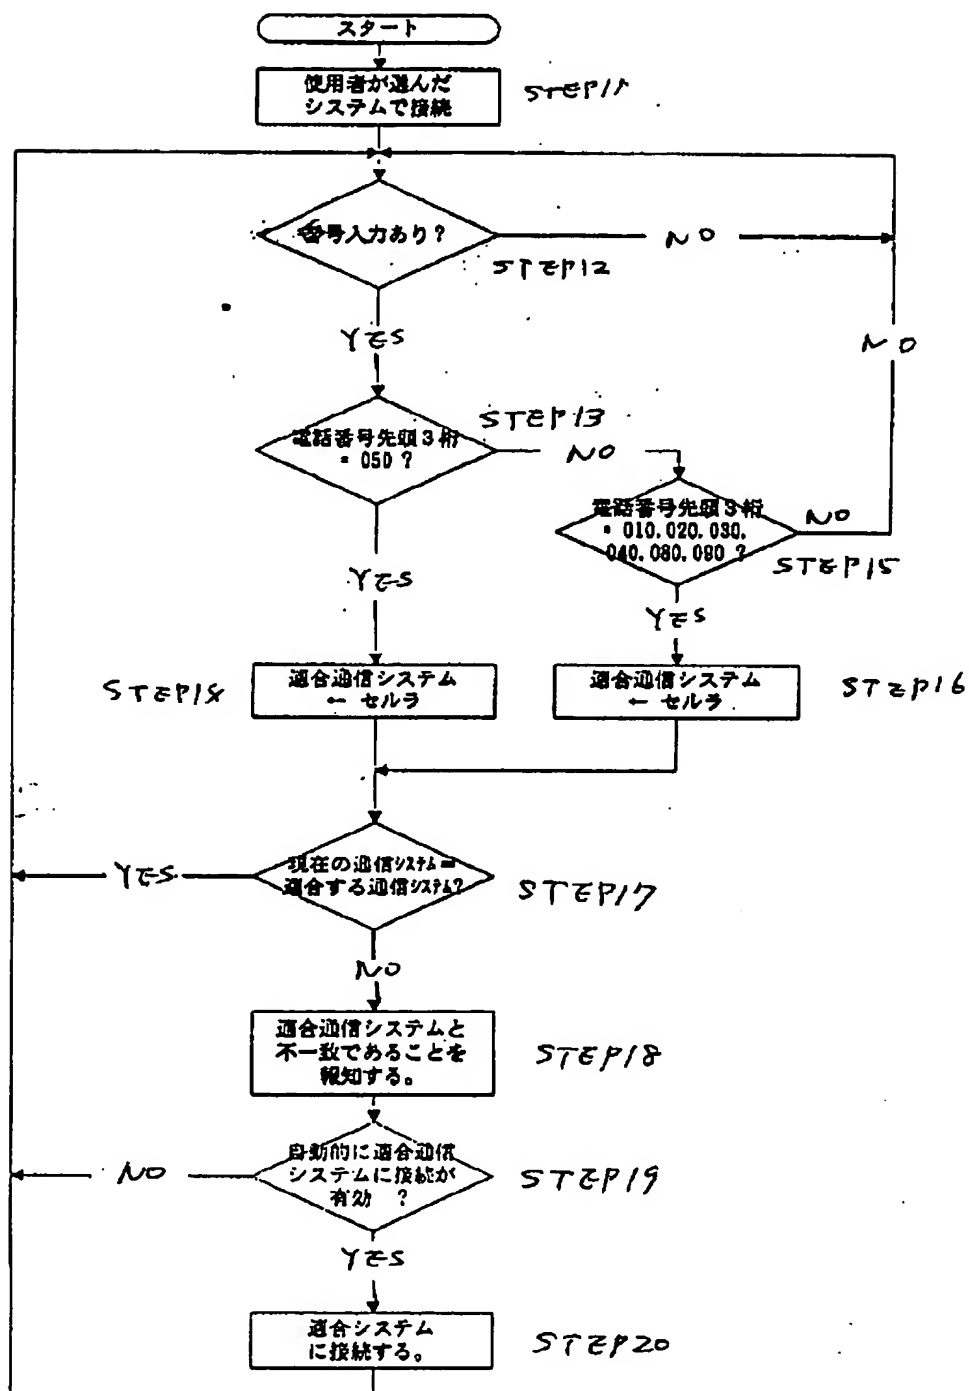 スタート
使用者が選んだ
システムで接続
STEP11
番号入力あり?
NO
STEP12
YES
NO
STEP13
電話番号先頭3桁
= 050 ?
NO
電話番号先頭3桁
= 010.020.030.
040.080.090 ?
NO
STEP15
YES
YES
STEP14
適合通信システム
← セルラ
適合通信システム
← セルラ
STEP16
現在の通信システム=
適合する通信システム?
YES
STEP17
NO
適合通信システムと
不一致であることを
報知する。
STEP18
自動的に適合通信
システムに接続が
有効 ?
NO
STEP19
YES
適合システム
に接続する。
STEP20